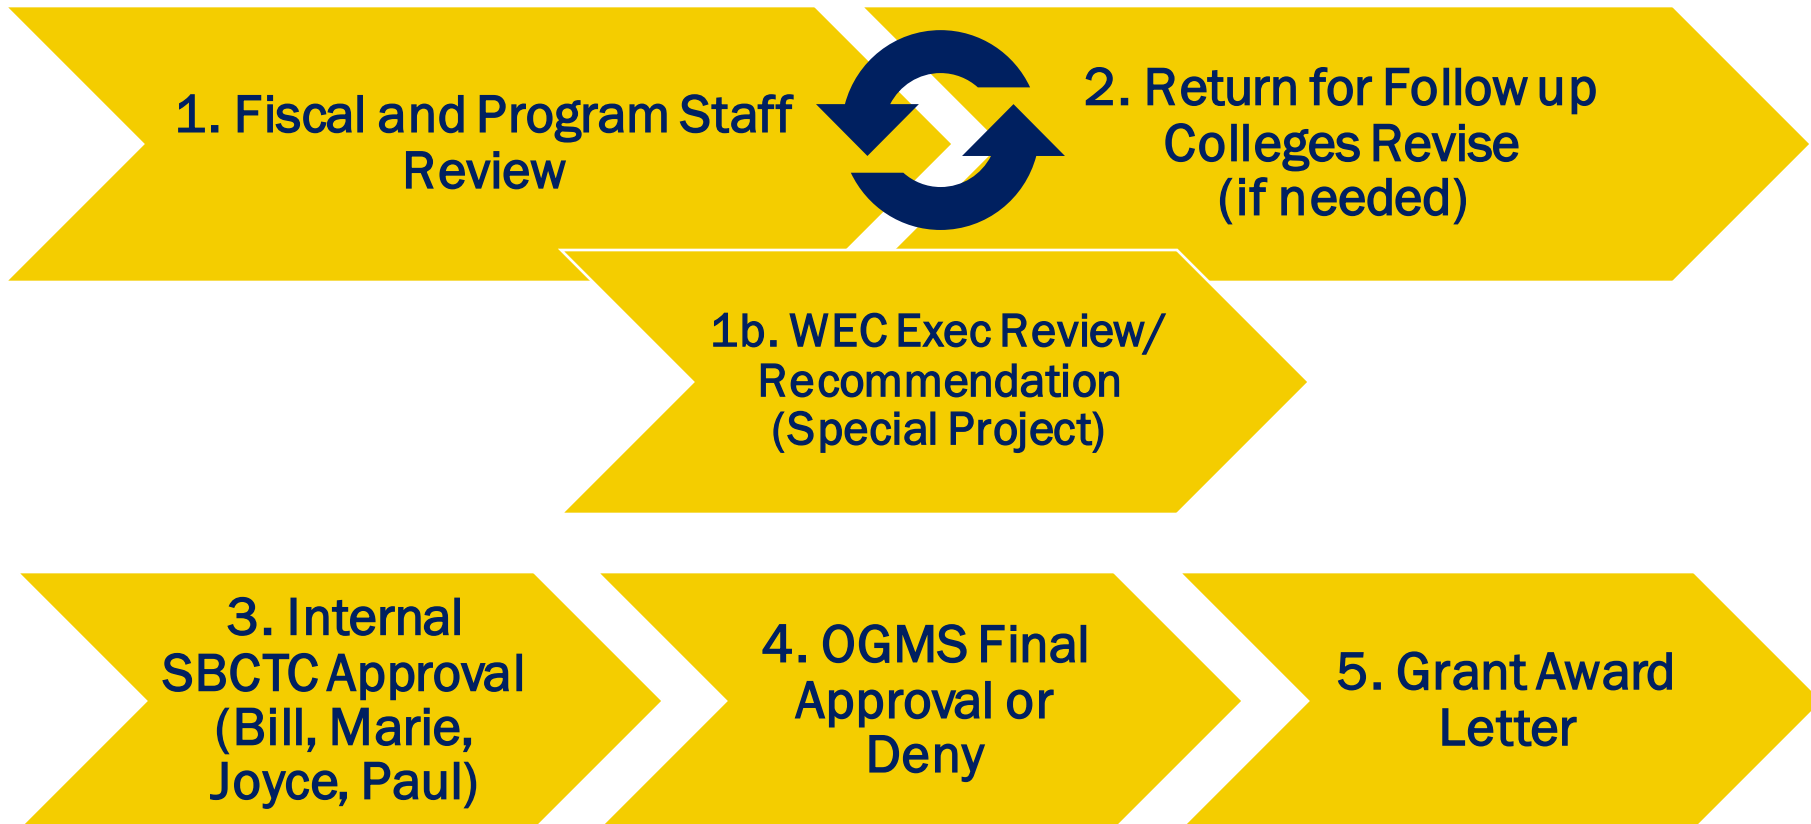 1. Fiscal and Program Staff
Review
2. Return for Follow up
Colleges Revise
(if needed)
1b. WEC Exec Review/
Recommendation
(Special Project)
3. Internal
SBCTC Approval
(Bill, Marie,
Joyce, Paul)
4. OGMS Final
Approval or
Deny
5. Grant Award
Letter